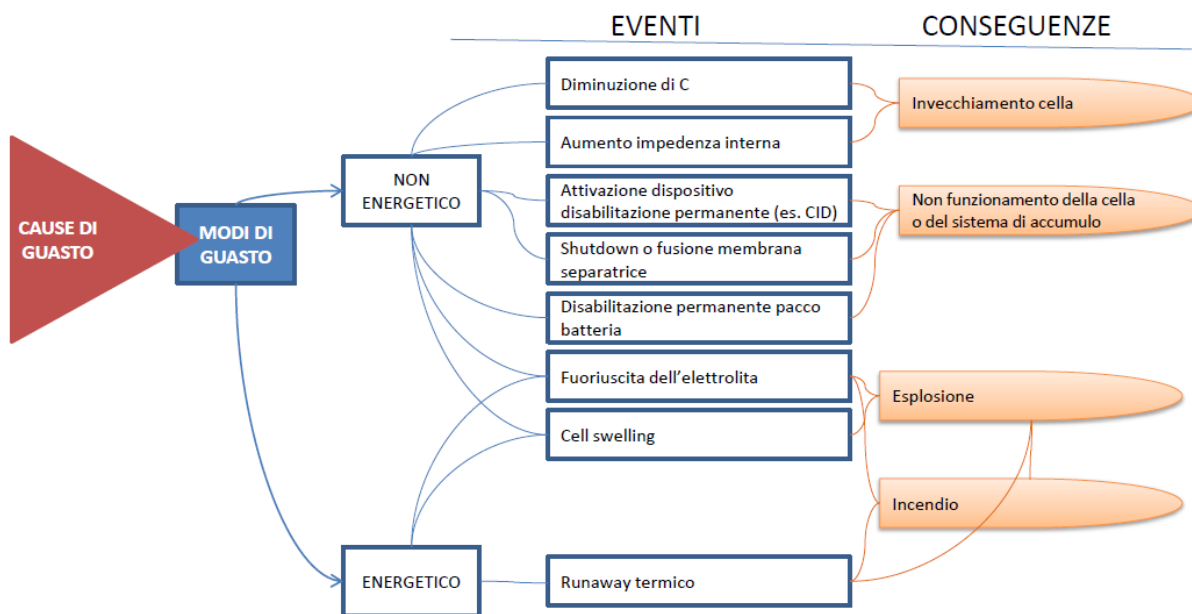 EVENTI
CONSEGUENZE
CAUSE DI
GUASTO
MODI DI
GUASTO
NON
ENERGETICO
ENERGETICO
Diminuzione di C
Aumento impedenza interna
Attivazione dispositivo
disabilitazione permanente (es. CID)
Shutdown o fusione membrana
separatrice
Disabilitazione permanente pacco
batteria
Fuoriuscita dell'elettrolita
Cell swelling
Runaway termico
Invecchiamento cella
Non funzionamento della cella
o del sistema di accumulo
Esplosione
Incendio